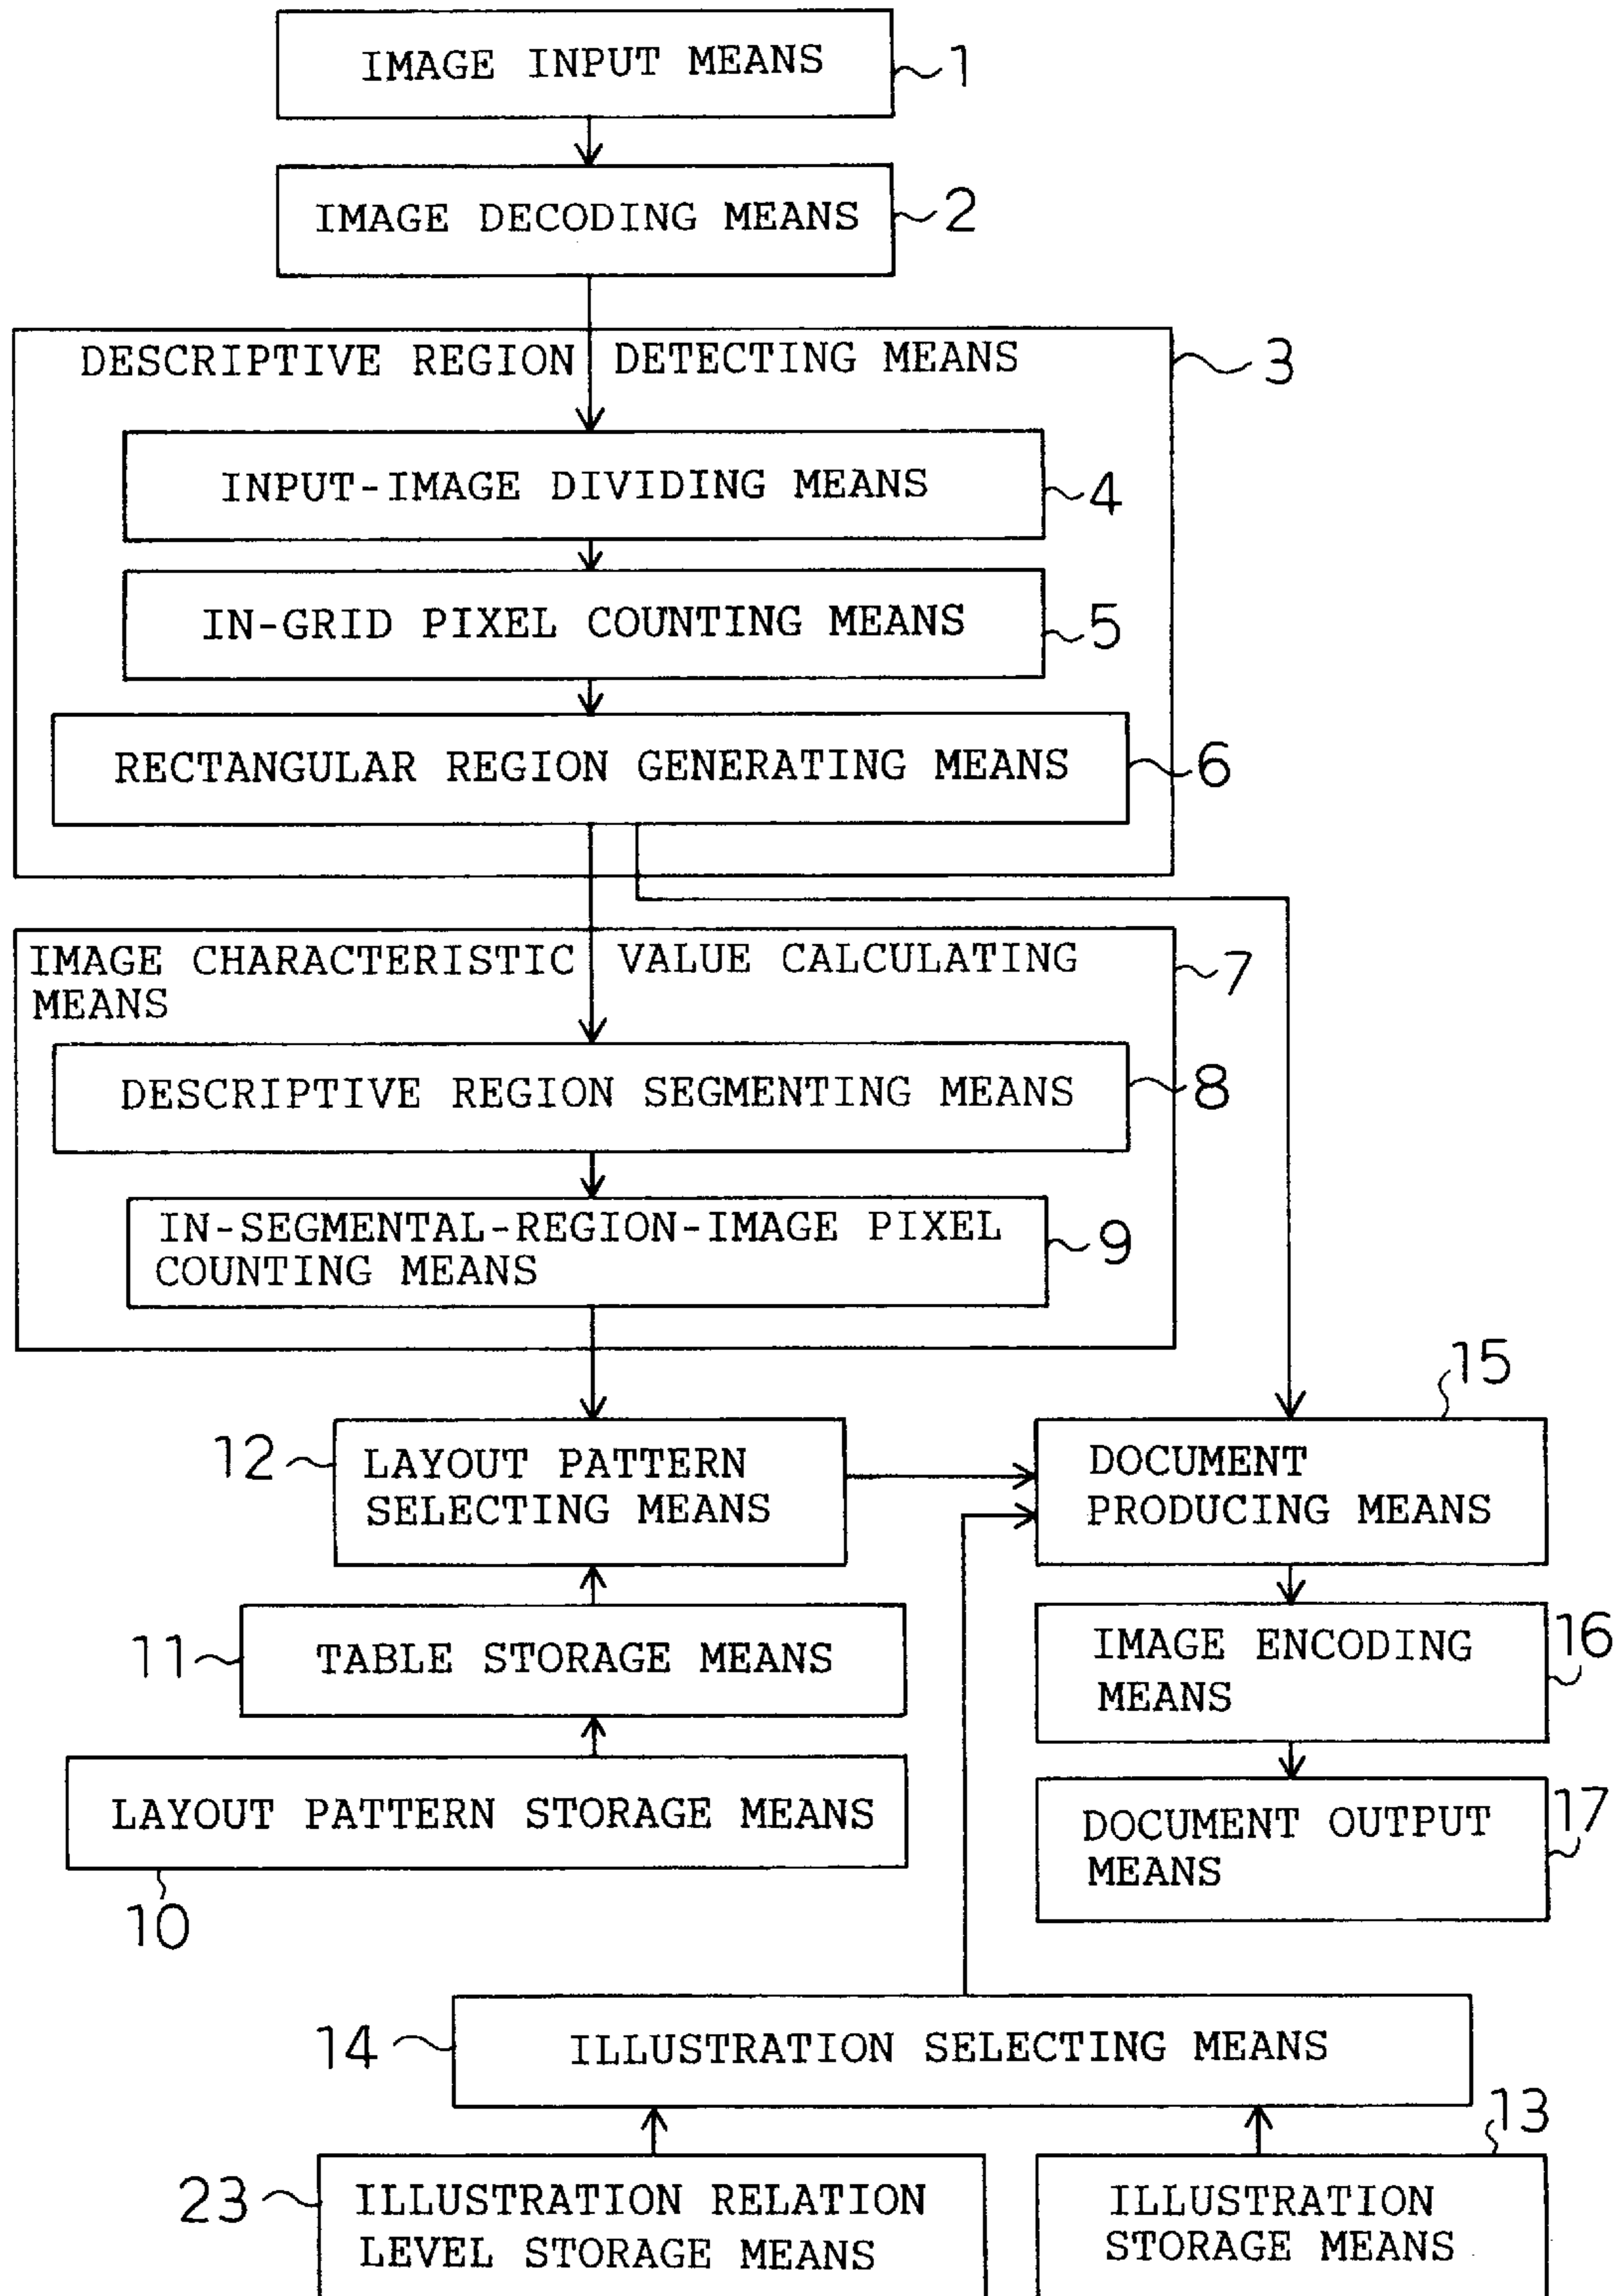 IMAGE INPUT MEANS
1
IMAGE DECODING MEANS
2
DESCRIPTIVE REGION DETECTING MEANS
3
INPUT-IMAGE DIVIDING MEANS
4
IN-GRID PIXEL COUNTING MEANS
5
RECTANGULAR REGION GENERATING MEANS
6
IMAGE CHARACTERISTIC VALUE CALCULATING
MEANS
7
DESCRIPTIVE REGION SEGMENTING MEANS
8
IN-SEGMENTAL-REGION-IMAGE PIXEL
COUNTING MEANS
9
12
LAYOUT PATTERN
SELECTING MEANS
15
DOCUMENT
PRODUCING MEANS
11
TABLE STORAGE MEANS
IMAGE ENCODING
MEANS
16
LAYOUT PATTERN STORAGE MEANS
10
DOCUMENT OUTPUT
MEANS
17
14
ILLUSTRATION SELECTING MEANS
23
ILLUSTRATION RELATION
LEVEL STORAGE MEANS
13
ILLUSTRATION
STORAGE MEANS